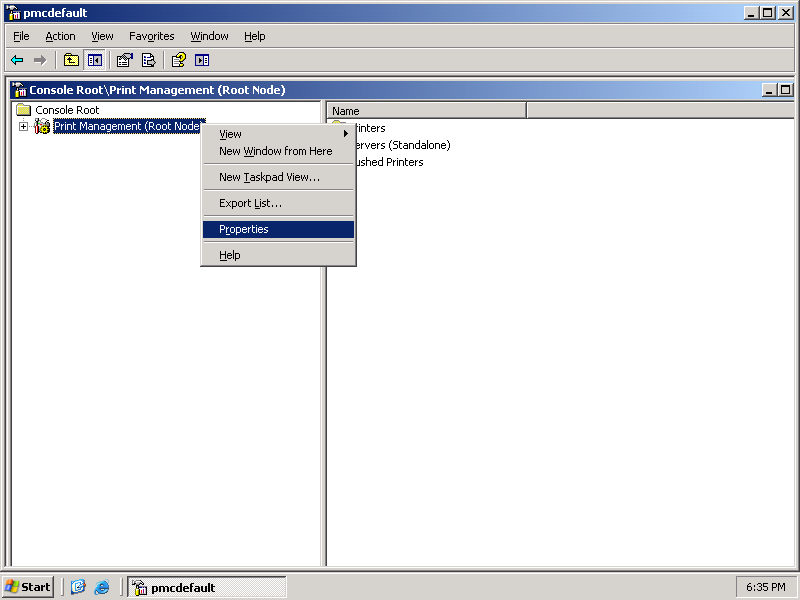 pmcdefault
File Action View Favorites Window Help
Console Root\Print Management (Root Node)
Console Root
Print Management (Root Node)
Name
rinters
ervers (Standalone)
ushed Printers
View
New Window from Here
New Taskpad View...
Export List...
Properties
Help
Start
pmcdefault
6:35 PM